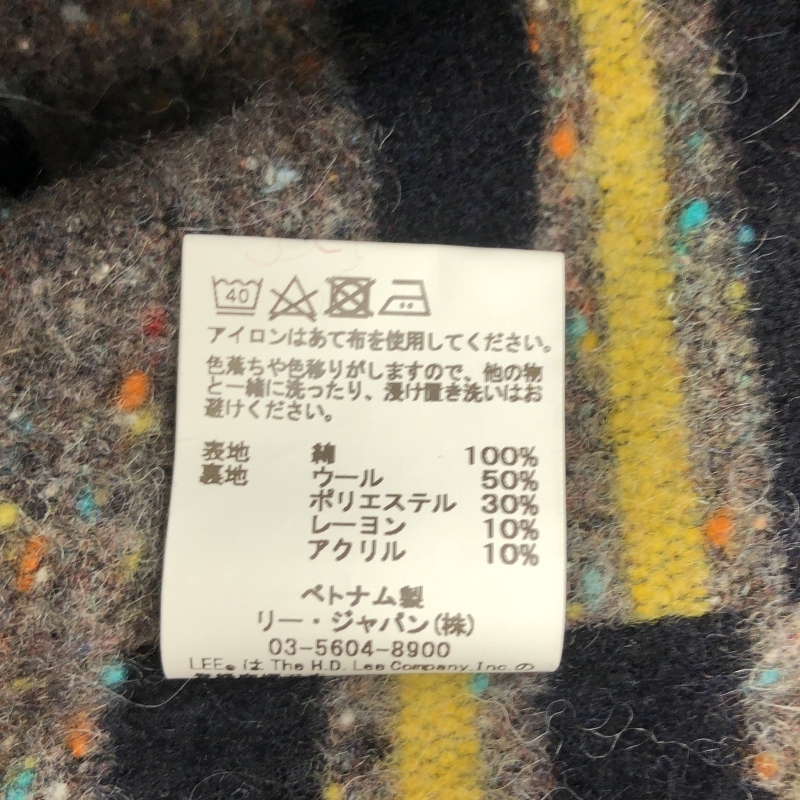 40
アイロンはあて布を使用してください。
色落ちや色移りがしますので、他の物
と一緒に洗ったり、浸け置き洗いはお
避けください。
表地 綿 100%
裏地 ウール 50%
ポリエステル 30%
レーヨン 10%
アクリル 10%
ベトナム製
リー・ジャパン(株)
03-5604-8900
LEE®は The H.D. Lee Company, Inc.の